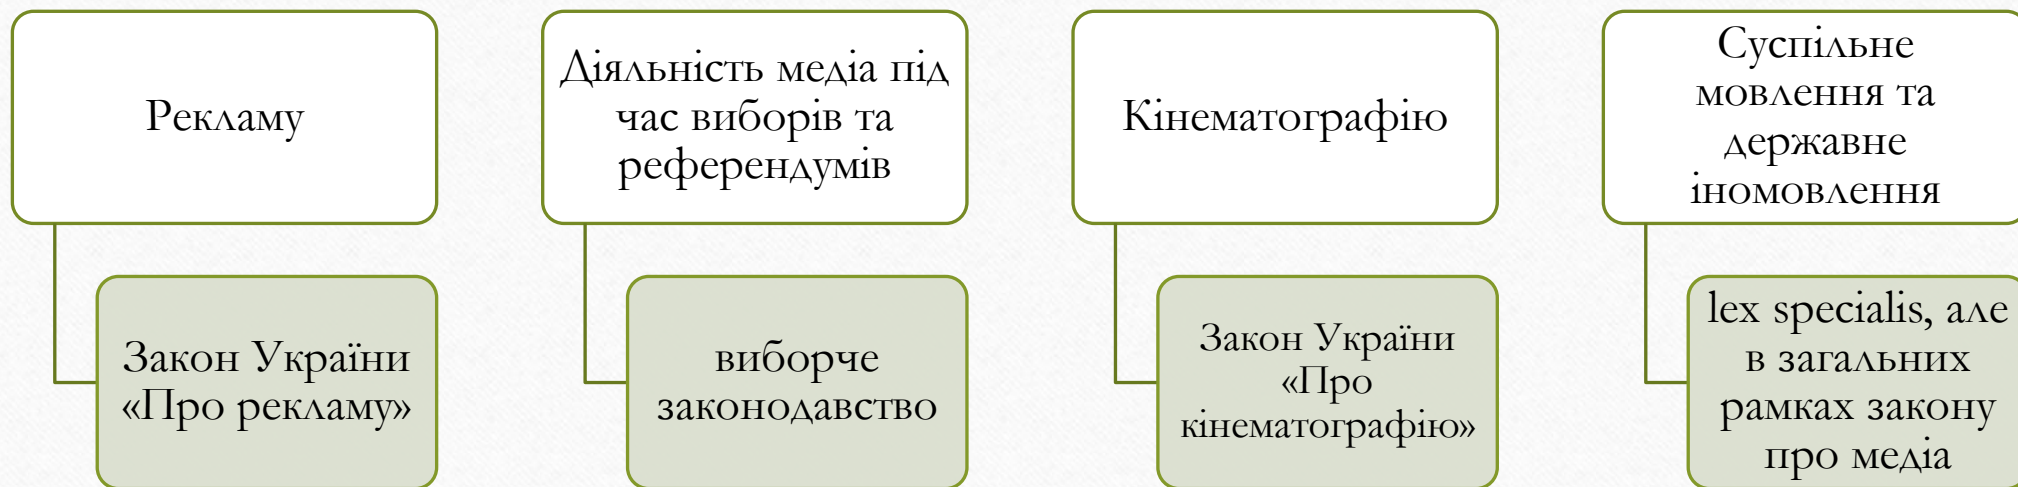 Рекламу
Закон України
«Про рекламу»
Діяльність медіа під
час виборів та
референдумів
виборче
законодавство
Кінематографію
Закон України
«Про
кінематографію»
Суспільне
мовлення та
державне
іномовлення
lex specialis, але
в загальних
рамках закону
про медіа